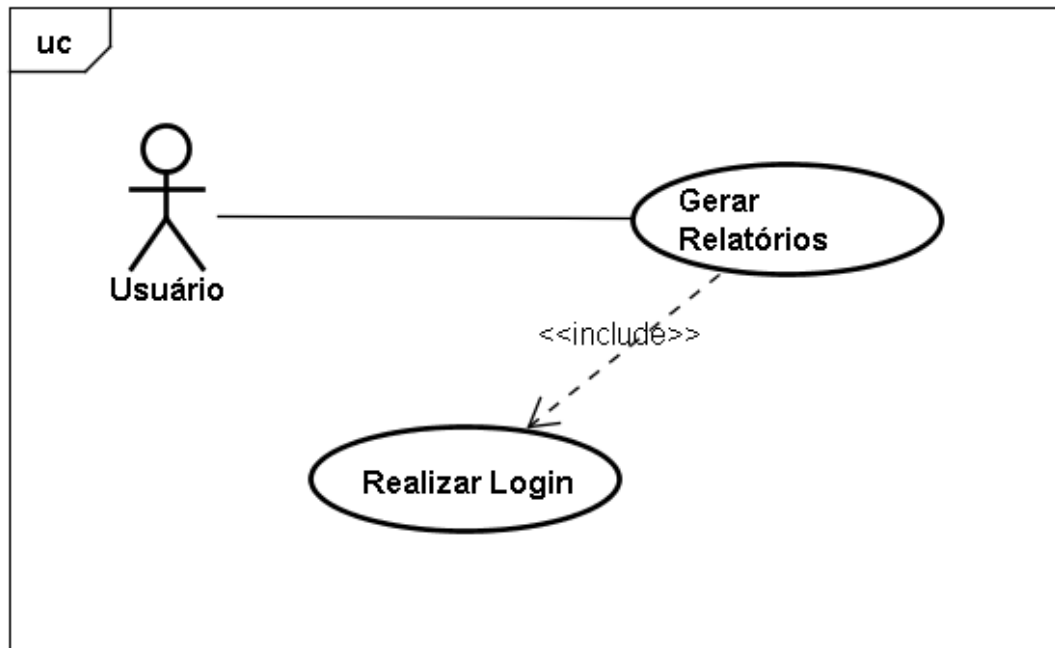 uc
Gerar
Relatórios
Usuário
<<include>>
Realizar Login